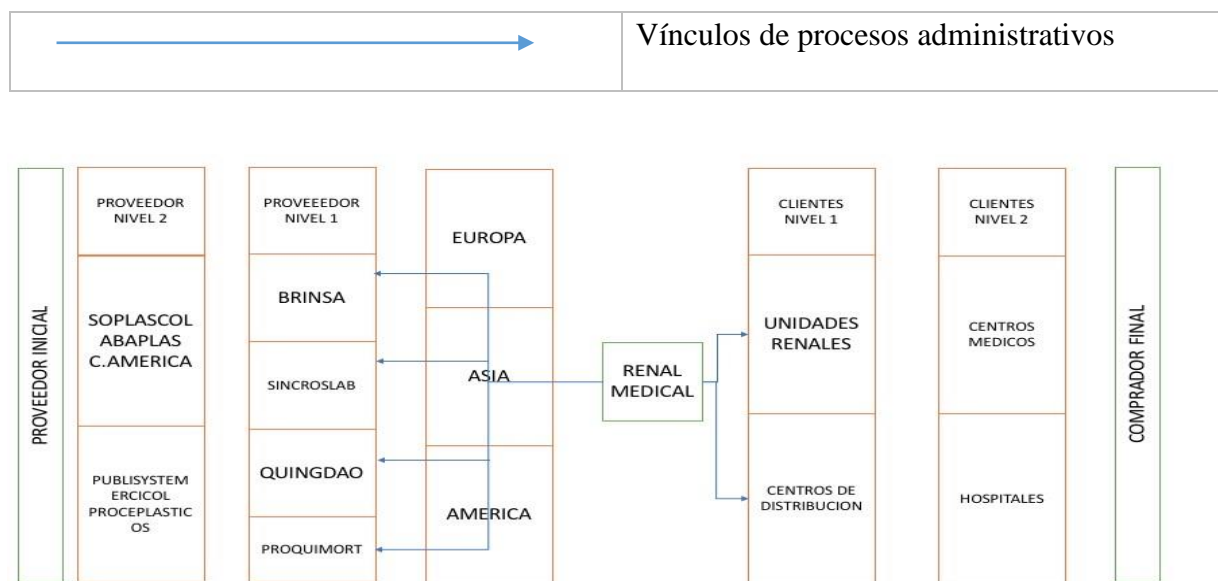 Vínculos de procesos administrativos
PROVEEDOR INICIAL
PROVEEDOR
NIVEL 2
SOPLASCOL
ABAPLAS
C.AMERICA
PUBLISYSTEM
ERCICOL
PROCEPLASTIC
OS
PROVEEEDOR
NIVEL 1
BRINSA
SINCROSLAB
QUINGDAO
PROQUIMORT
EUROPA
ASIA
AMERICA
RENAL
MEDICAL
CLIENTES
NIVEL 1
UNIDADES
RENALES
CENTROS DE
DISTRIBUCION
CLIENTES
NIVEL 2
CENTROS
MEDICOS
HOSPITALES
COMPRADOR FINAL